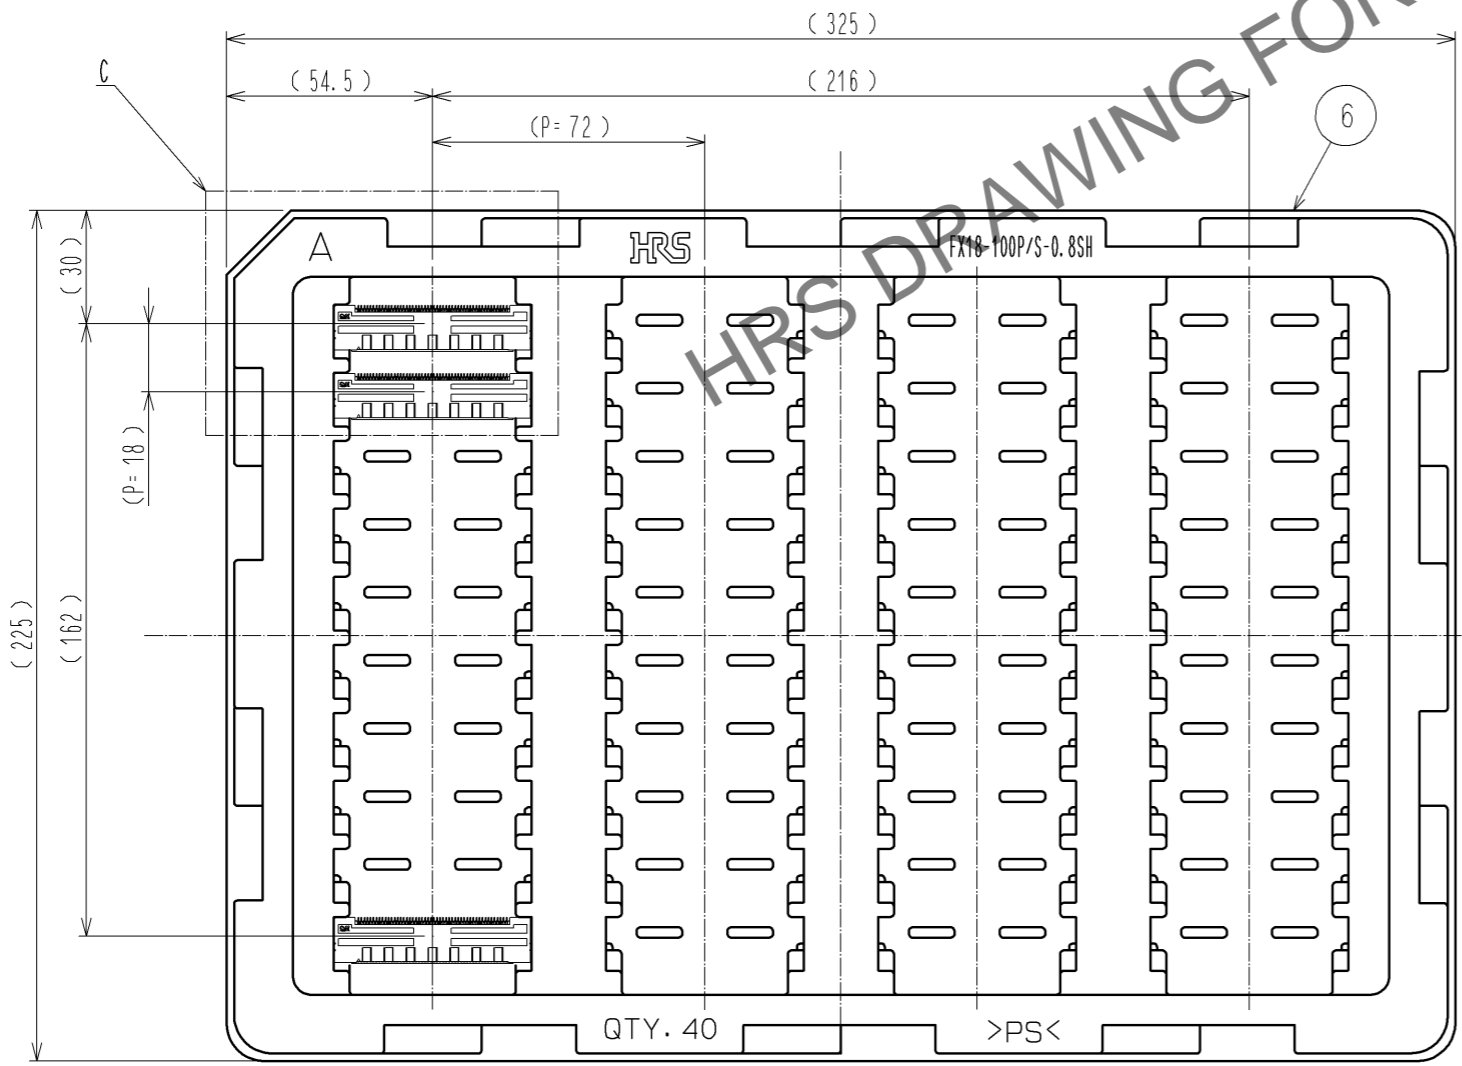 ( 325 )
C
( 54.5 )
( 216 )
(P=72 )
6
A
HRS
FX18-100P/S-0.8SH
( 30 )
(P=18 )
( 162 )
( 225 )
HRS DRAWING FOR
QTY. 40
>PS<